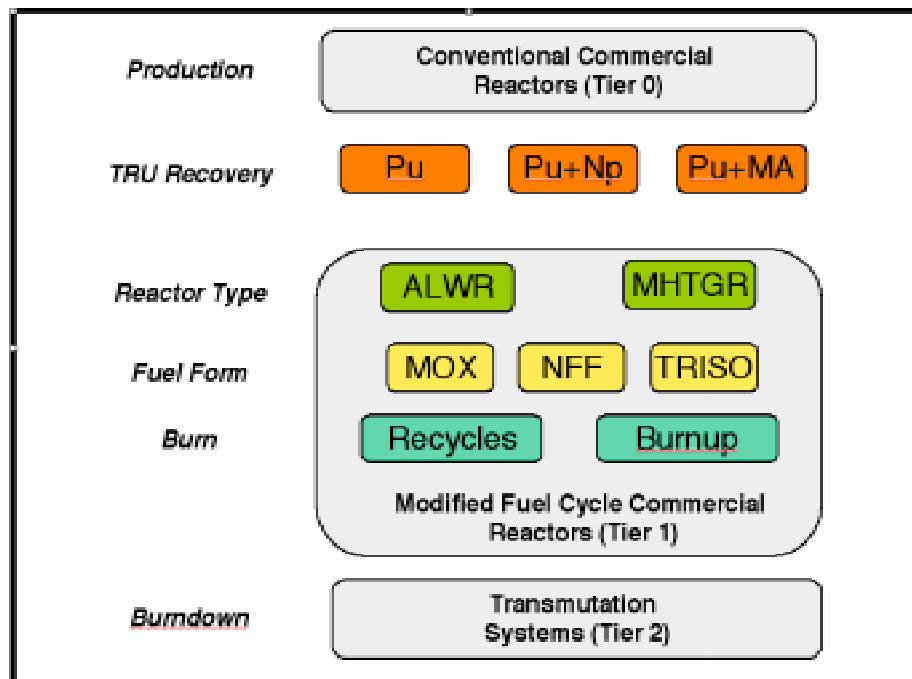 Production
Conventional Commercial
Reactors (Tier 0)
TRU Recovery
Pu
Pu+Np
Pu+MA
Reactor Type
ALWR
MHTGR
Fuel Form
MOX
NFF
TRISO
Burn
Recycles
Burnup
Modified Fuel Cycle Commercial
Reactors (Tier 1)
Burndown
Transmutation
Systems (Tier 2)